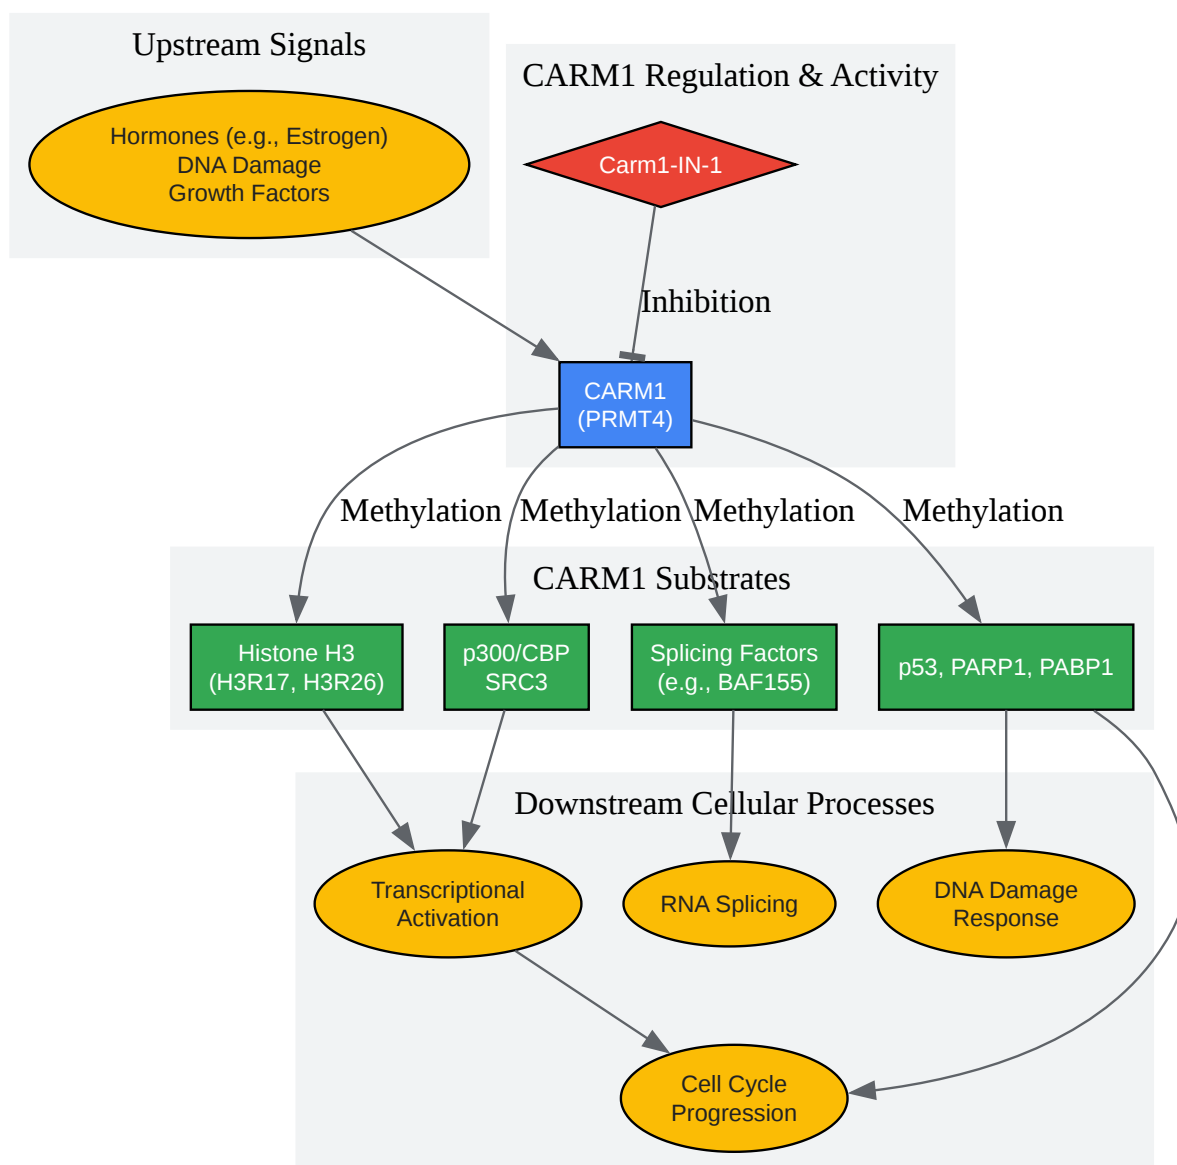 Upstream Signals
Hormones (e.g., Estrogen)
DNA Damage
Growth Factors
CARM1 Regulation & Activity
Carm1-IN-1
Inhibition
CARM1
(PRMT4)
Methylation
Methylation
Methylation
Methylation
CARM1 Substrates
Histone H3
(H3R17, H3R26)
p300/CBP
SRC3
Splicing Factors
(e.g., BAF155)
p53, PARP1, PABP1
Downstream Cellular Processes
Transcriptional
Activation
RNA Splicing
DNA Damage
Response
Cell Cycle
Progression